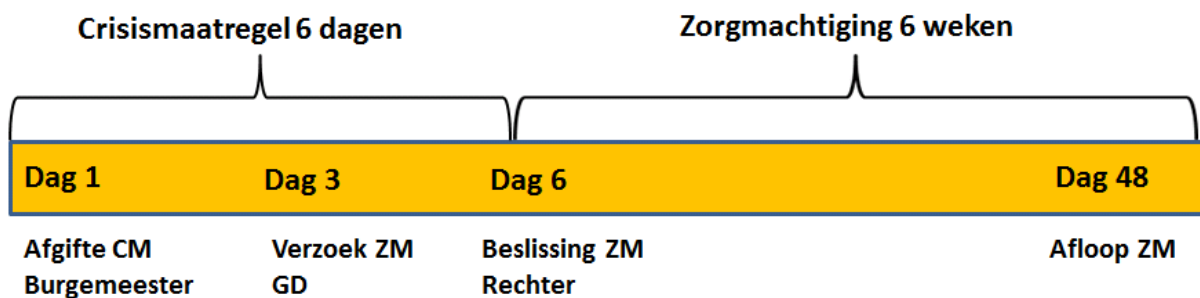 Crisismaatregel 6 dagen
Zorgmachtiging 6 weken
Dag 1
Dag 3
Dag 6
Dag 48
Afgifte CM
Burgemeester
Verzoek ZM
GD
Beslissing ZM
Rechter
Afloop ZM